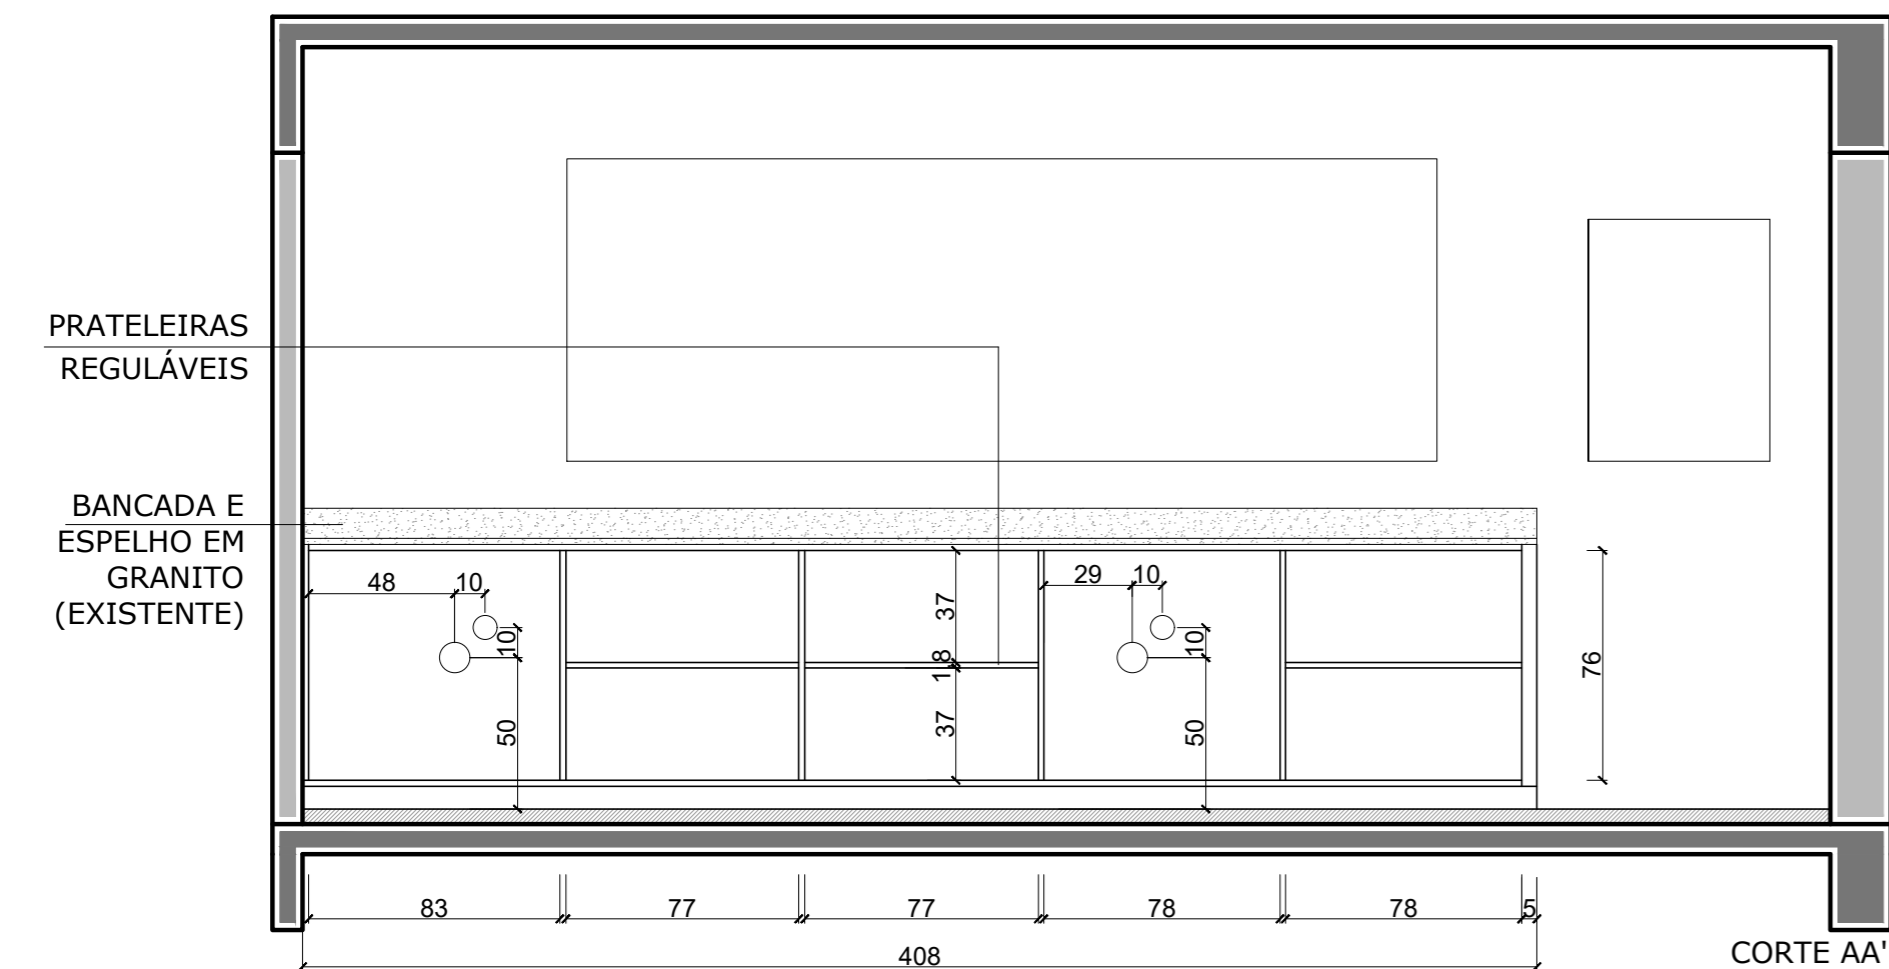 PRATELEIRAS
REGULÁVEIS
BANCADA E
ESPELHO EM
GRANITO
(EXISTENTE)
48
10
10
50
37
1,8
37
29
10
10
50
76
83
77
77
78
78
5
408
CORTE AA'